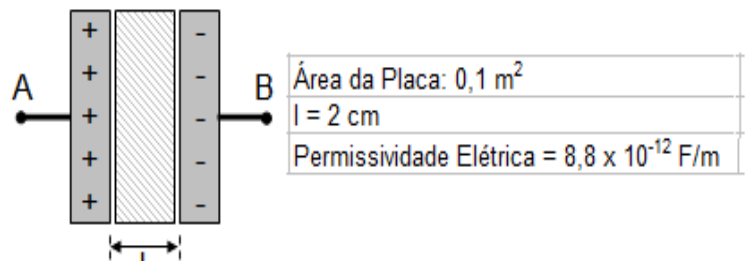 A
B
+ -
+ -
+ -
+ -
+ -
Área da Placa: 0,1 m²
l = 2 cm
Permissividade Elétrica = 8,8 x 10⁻¹² F/m